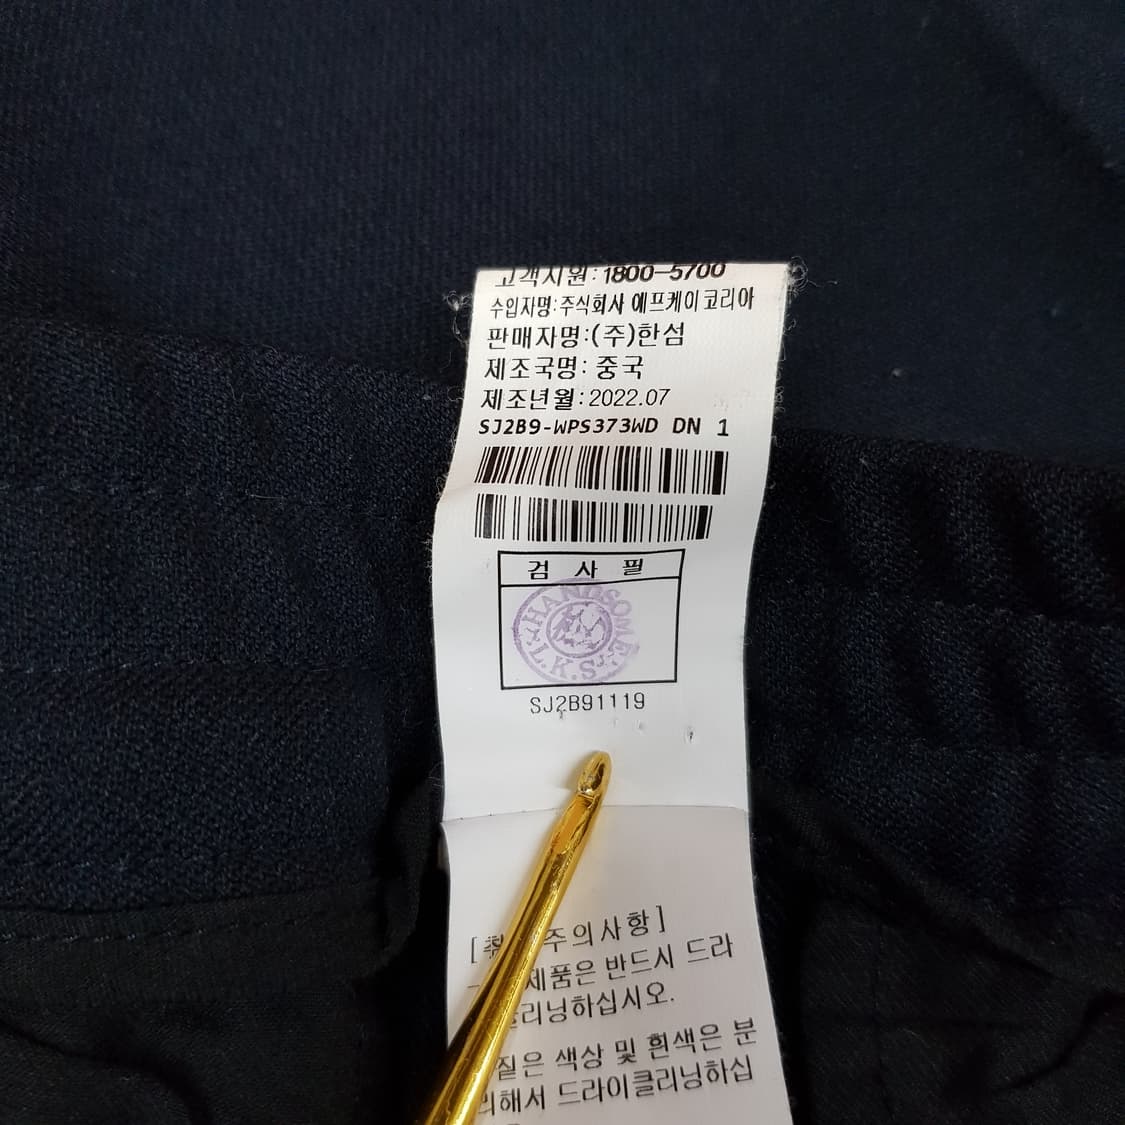 고객지원:1800-5700
수입자명:주식회사 에프케이코리아
판매자명:(주)한섬
제조국명: 중국
제조년월:2022.07
SJ2B9-WPS373WD DN 1
검 사 필
HANDSOME
L.K.S
SJ2B91119
[ 주의사항]
제품은 반드시 드라
리닝하십시오.
질은 색상 및 흰색은 분
리해서 드라이클리닝하십